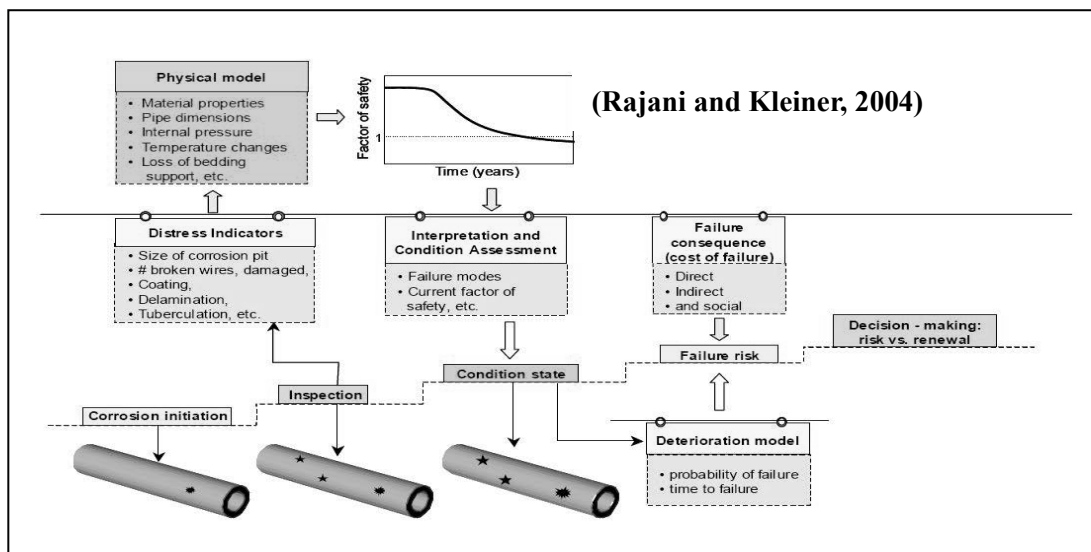 Physical model
• Material properties
• Pipe dimensions
• Internal pressure
• Temperature changes
• Loss of bedding
support, etc.
Factor of safety
1
Time (years)
(Rajani and Kleiner, 2004)
Distress Indicators
• Size of corrosion pit
• # broken wires, damaged,
• Coating,
• Delamination,
• Tuberculation, etc.
Interpretation and
Condition Assessment
• Failure modes
• Current factor of
safety, etc.
Failure
consequence
(cost of failure)
• Direct
• Indirect
• and social
Decision - making:
risk vs. renewal
Failure risk
Condition state
Inspection
Corrosion initiation
Deterioration model
• probability of failure
• time to failure